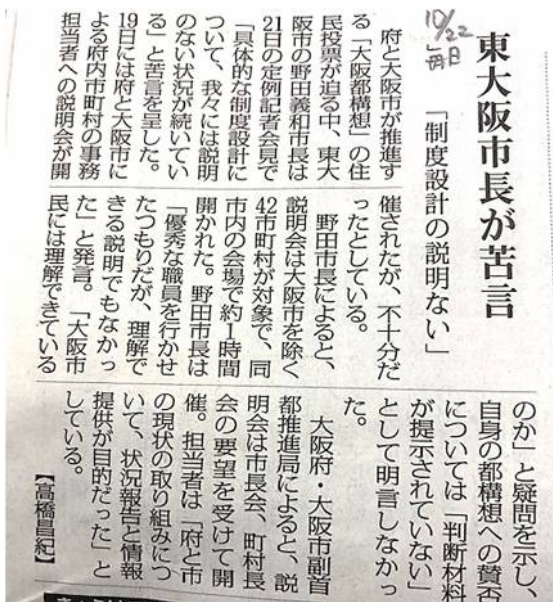 10/22
毎日
東大阪市長が苦言
「制度設計の説明ない」
府と大阪市が推進す
る「大阪都構想」の住
民投票が迫る中、東大
阪市の野田義和市長は
21日の定例記者会見で
「具体的な制度設計に
ついて、我々には説明
のない状況が続いてい
る」と苦言を呈した。
19日には府と大阪市に
よる府内市町村の事務
担当者への説明会が開
催されたが、不十分だ
ったとしている。
野田市長によると、
説明会は大阪市を除く
42市町村が対象で、同
市内の会場で約1時間
開かれた。野田市長は
「優秀な職員を行かせ
たつもりだが、理解で
きる説明でもなかっ
た」と発言。「大阪市
民には理解できている
のか」と疑問を示し、
自身の都構想への賛否
については「判断材料
が提示されていない」
として明言しなかっ
た。
大阪府・大阪市副首
都推進局によると、説
明会は市長会、町村長
会の要望を受けて開
催。担当者は「府と市
の現状の取り組みにつ
いて、状況報告と情報
提供が目的だった」と
している。
【高橋昌紀】